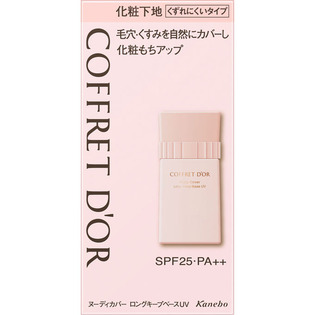 化粧下地 くずれにくいタイプ
毛穴・くすみを自然にカバーし
化粧もちアップ
COFFRET D'OR
COFFRET D'OR
SPF25・PA++
ヌーディカバー ロングキープベースUV Kanebo